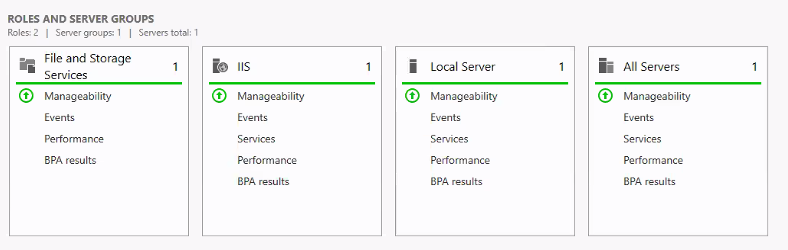 ROLES AND SERVER GROUPS
Roles: 2 | Server groups: 1 | Servers total: 1
File and Storage
Services 1
Manageability
Events
Performance
BPA results
IIS 1
Manageability
Events
Services
Performance
BPA results
Local Server 1
Manageability
Events
Services
Performance
BPA results
All Servers 1
Manageability
Events
Services
Performance
BPA results